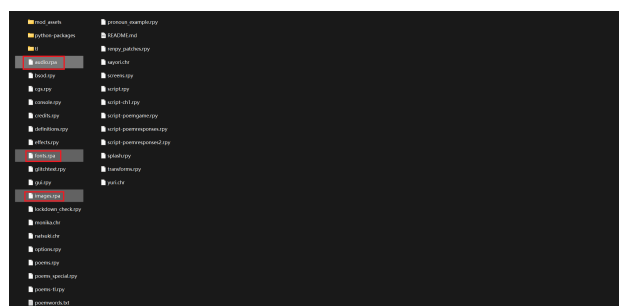 mod_assets
python-packages
tl
audio.rpa
bsod.rpy
cgs.rpy
console.rpy
credits.rpy
definitions.rpy
effects.rpy
fonts.rpa
glitchtext.rpy
gui.rpy
images.rpa
lockdown_check.rpy
monika.chr
natsuki.chr
options.rpy
poems.rpy
poems_special.rpy
poems-tl.rpy
poemwords.txt
pronoun_example.rpy
README.md
renpy_patches.rpy
sayori.chr
screens.rpy
script.rpy
script-ch1.rpy
script-poemgame.rpy
script-poemresponses.rpy
script-poemresponses2.rpy
splash.rpy
transforms.rpy
yuri.chr